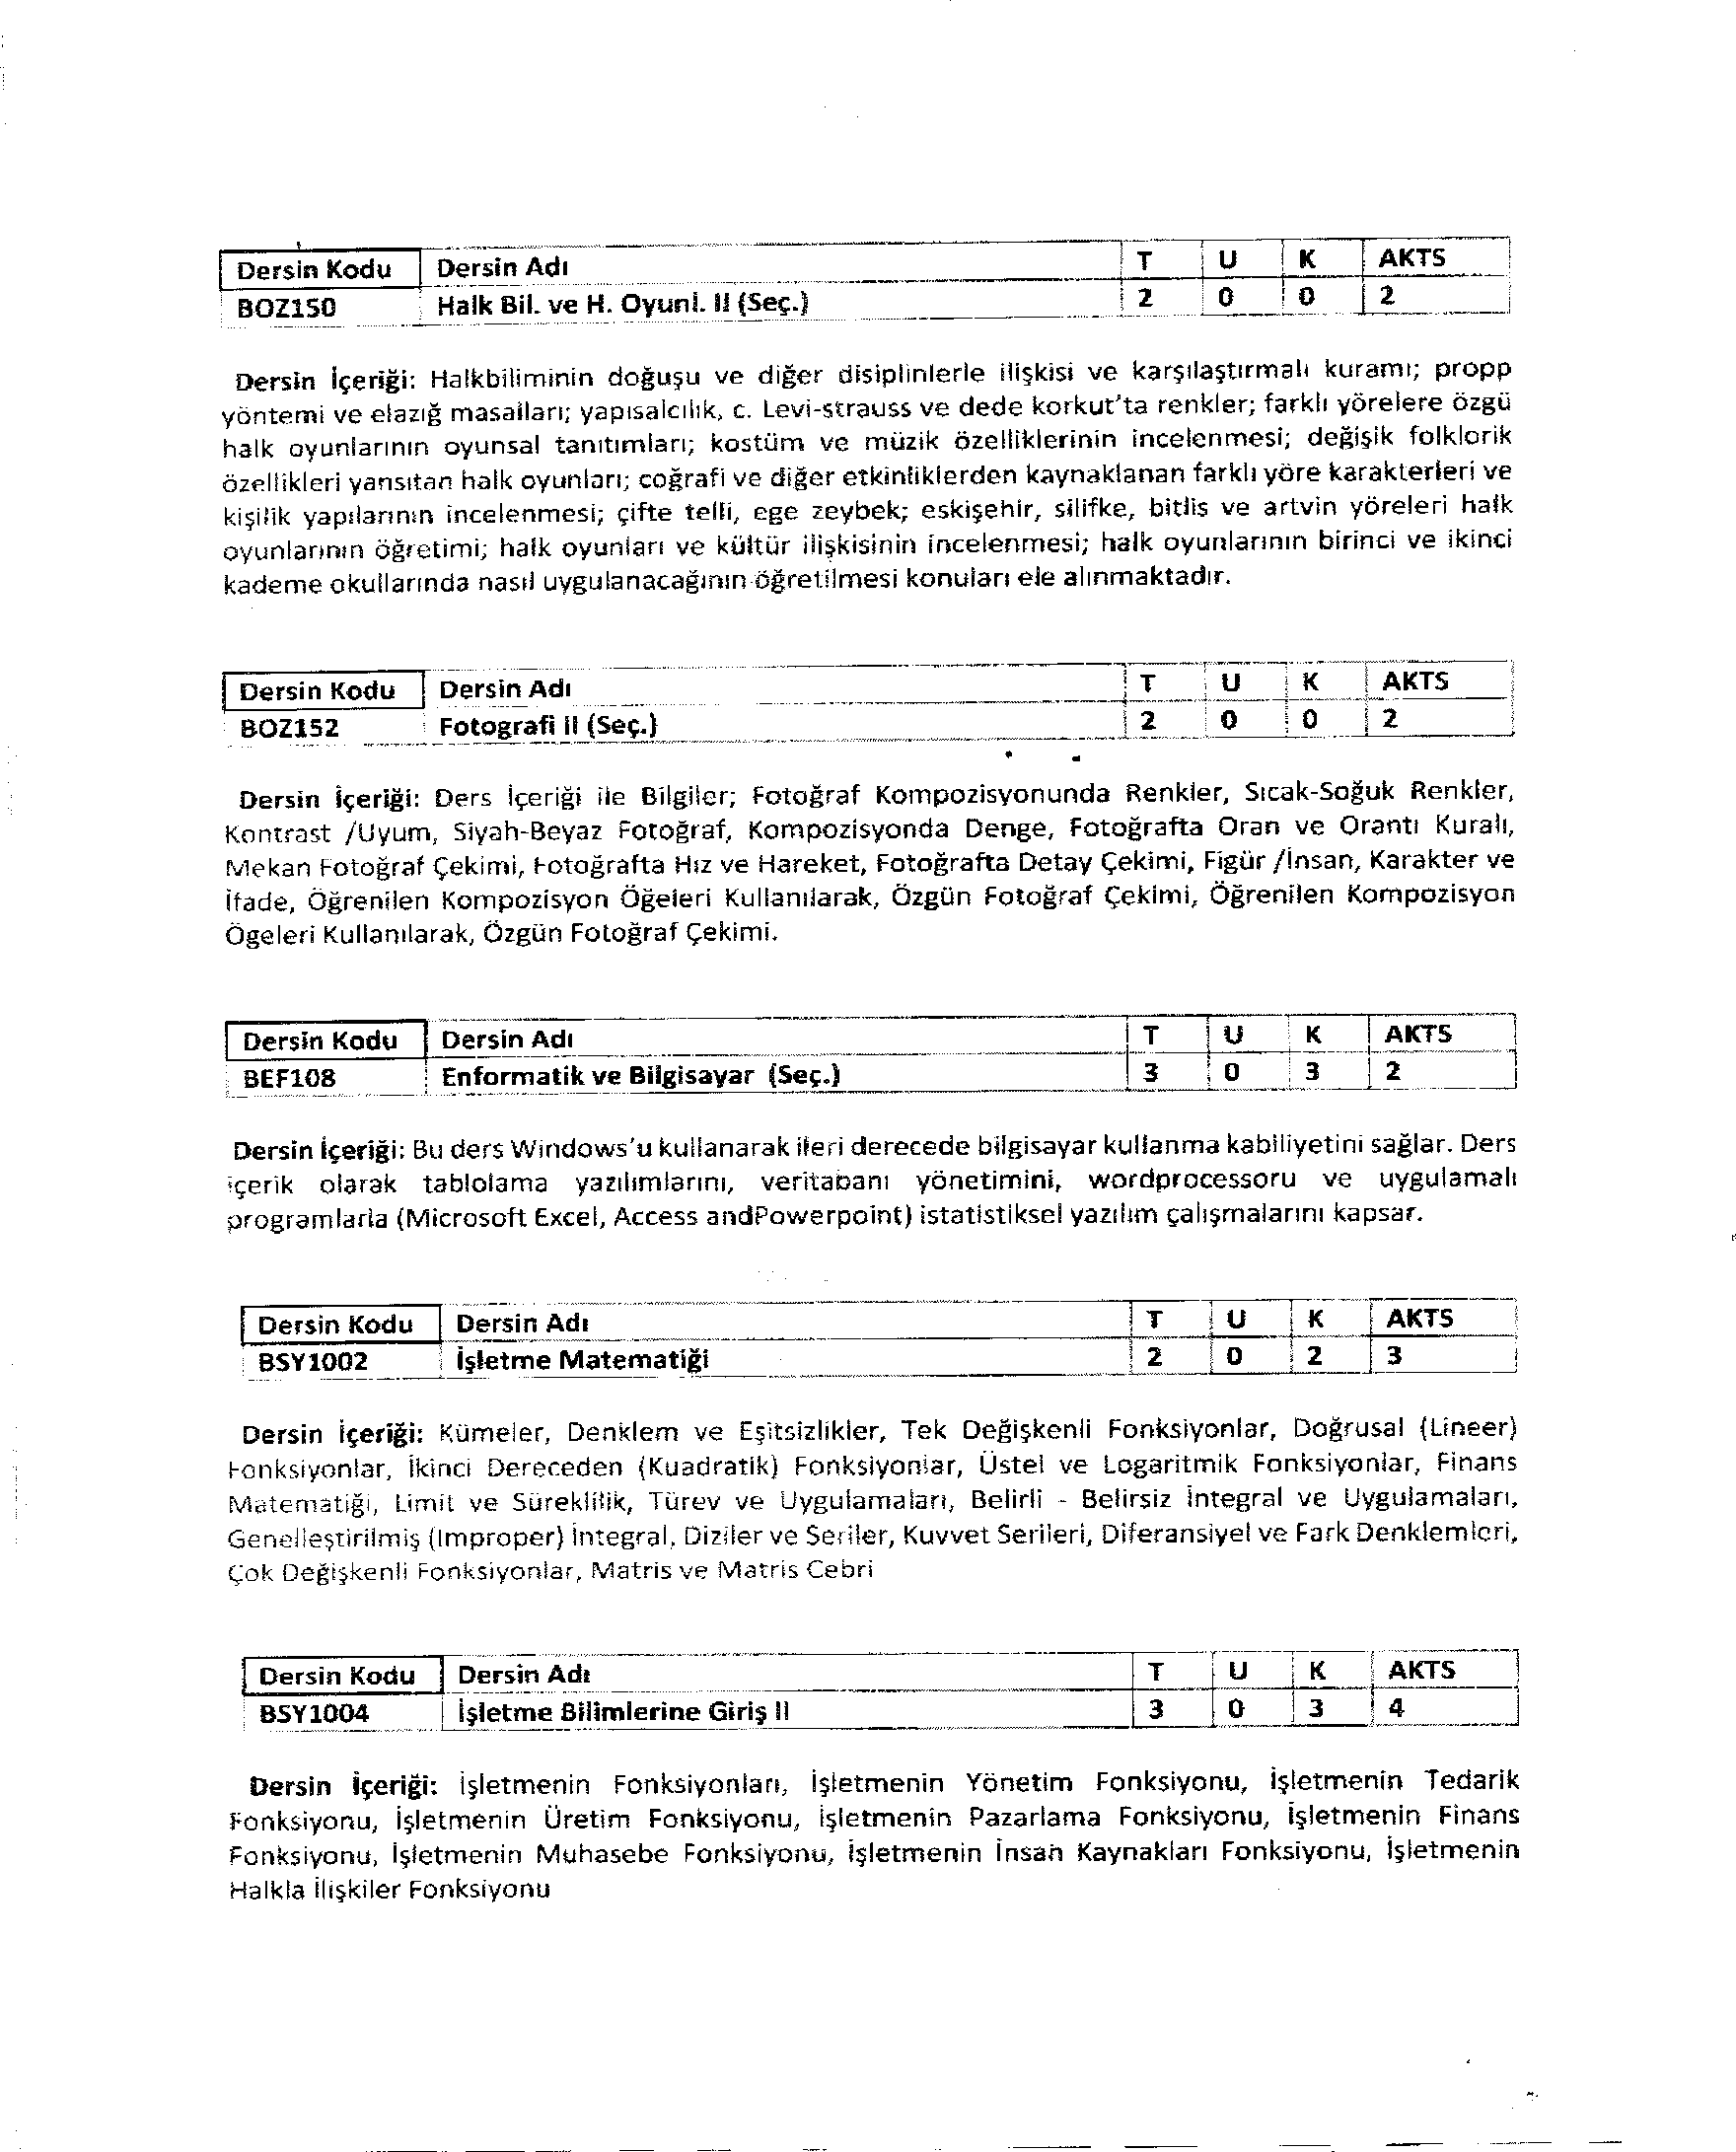 Dersin Kodu Dersin Adı T U K AKTS
BOZ150 Halk Bil. ve H. Oyunl. II (Seç.) 2 0 0 2
Dersin İçeriği: Halkbiliminin doğuşu ve diğer disiplinlerle ilişkisi ve karşılaştırmalı kuramı; propp
yöntemi ve elazığ masalları; yapısalcılık, c. Levi-strauss ve dede korkut'ta renkler; farklı yörelere özgü
halk oyunlarının oyunsal tanıtımları; kostüm ve müzik özelliklerinin incelenmesi; değişik folklorik
özellikleri yansıtan halk oyunları; coğrafi ve diğer etkinliklerden kaynaklanan farklı yöre karakterleri ve
kişilik yapılarının incelenmesi; çifte telli, ege zeybek; eskişehir, silifke, bitlis ve artvin yöreleri halk
oyunlarının öğretimi; halk oyunları ve kültür ilişkisinin incelenmesi; halk oyunlarının birinci ve ikinci
kademe okullarında nasıl uygulanacağının öğretilmesi konuları ele alınmaktadır.
Dersin Kodu Dersin Adı T U K AKTS
BOZ152 Fotografi II (Seç.) 2 0 0 2
Dersin İçeriği: Ders İçeriği ile Bilgiler; Fotoğraf Kompozisyonunda Renkler, Sıcak-Soğuk Renkler,
Kontrast /Uyum, Siyah-Beyaz Fotoğraf, Kompozisyonda Denge, Fotoğrafta Oran ve Orantı Kuralı,
Mekan Fotoğraf Çekimi, Fotoğrafta Hız ve Hareket, Fotoğrafta Detay Çekimi, Figür /İnsan, Karakter ve
İfade, Öğrenilen Kompozisyon Öğeleri Kullanılarak, Özgün Fotoğraf Çekimi, Öğrenilen Kompozisyon
Ögeleri Kullanılarak, Özgün Fotoğraf Çekimi.
Dersin Kodu Dersin Adı T U K AKTS
BEF108 Enformatik ve Bilgisayar (Seç.) 3 0 3 2
Dersin İçeriği: Bu ders Windows'u kullanarak ileri derecede bilgisayar kullanma kabiliyetini sağlar. Ders
içerik olarak tablolama yazılımlarını, veritabanı yönetimini, wordprocessoru ve uygulamalı
programlarla (Microsoft Excel, Access andPowerpoint) istatistiksel yazılım çalışmalarını kapsar.
Dersin Kodu Dersin Adı T U K AKTS
BSY1002 İşletme Matematiği 2 0 2 3
Dersin İçeriği: Kümeler, Denklem ve Eşitsizlikler, Tek Değişkenli Fonksiyonlar, Doğrusal (Lineer)
Fonksiyonlar, İkinci Dereceden (Kuadratik) Fonksiyonlar, Üstel ve Logaritmik Fonksiyonlar, Finans
Matematiği, Limit ve Süreklilik, Türev ve Uygulamaları, Belirli - Belirsiz İntegral ve Uygulamaları,
Genelleştirilmiş (Improper) İntegral, Diziler ve Seriler, Kuvvet Serileri, Diferansiyel ve Fark Denklemleri,
Çok Değişkenli Fonksiyonlar, Matris ve Matris Cebri
Dersin Kodu Dersin Adı T U K AKTS
BSY1004 İşletme Bilimlerine Giriş II 3 0 3 4
Dersin İçeriği: İşletmenin Fonksiyonları, İşletmenin Yönetim Fonksiyonu, İşletmenin Tedarik
Fonksiyonu, İşletmenin Üretim Fonksiyonu, İşletmenin Pazarlama Fonksiyonu, İşletmenin Finans
Fonksiyonu, İşletmenin Muhasebe Fonksiyonu, İşletmenin İnsan Kaynakları Fonksiyonu, İşletmenin
Halkla İlişkiler Fonksiyonu